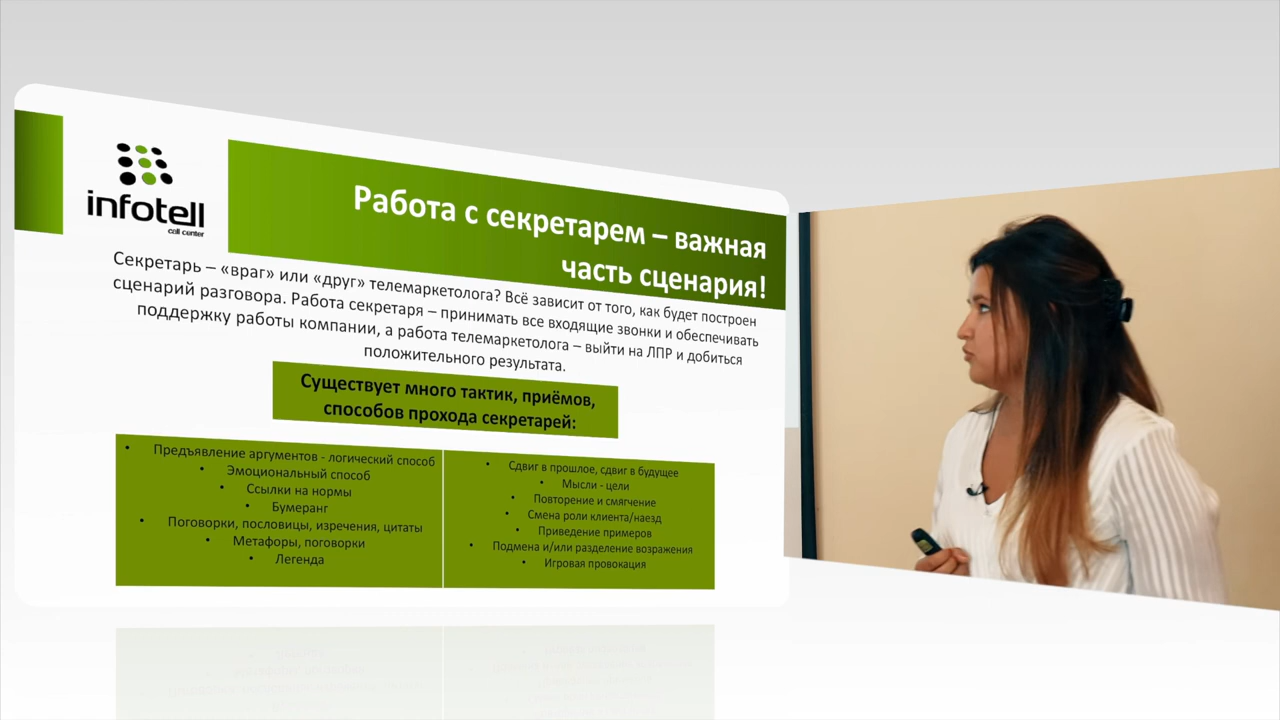 infotell
call center
Работа с секретарем – важная
часть сценария!
Секретарь – «враг» или «друг» телемаркетолога? Всё зависит от того, как будет построен
сценарий разговора. Работа секретаря – принимать все входящие звонки и обеспечивать
поддержку работы компании, а работа телемаркетолога – выйти на ЛПР и добиться
положительного результата.
Существует много тактик, приёмов,
способов прохода секретарей:
• Предъявление аргументов - логический способ
• Эмоциональный способ
• Ссылки на нормы
• Бумеранг
• Поговорки, пословицы, изречения, цитаты
• Метафоры, поговорки
• Легенда
• Сдвиг в прошлое, сдвиг в будущее
• Мысли - цели
• Повторение и смягчение
• Смена роли клиента/наезд
• Приведение примеров
• Подмена и/или разделение возражения
• Игровая провокация